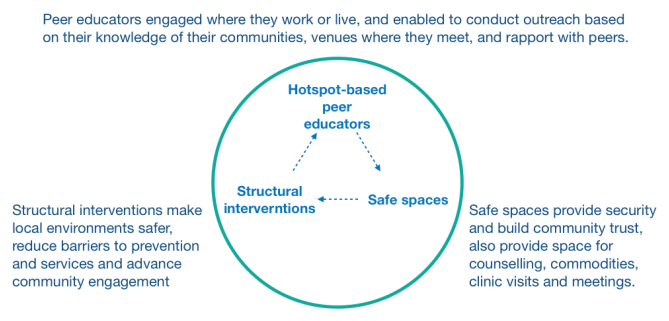 Peer educators engaged where they work or live, and enabled to conduct outreach based
on their knowledge of their communities, venues where they meet, and rapport with peers.
Hotspot-based
peer
educators
Structural
interverntions
Safe spaces
Structural interventions make
local environments safer,
reduce barriers to prevention
and services and advance
community engagement
Safe spaces provide security
and build community trust,
also provide space for
counselling, commodities,
clinic visits and meetings.